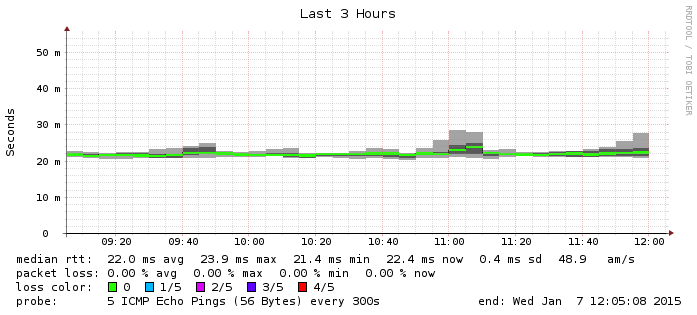 Last 3 Hours
RRDTOOL / TOBI OETIKER
Seconds
50 m
40 m
30 m
20 m
10 m
0
09:20 09:40 10:00 10:20 10:40 11:00 11:20 11:40 12:00
median rtt: 22.0 ms avg 23.9 ms max 21.4 ms min 22.4 ms now 0.4 ms sd 48.9 am/s
packet loss: 0.00 % avg 0.00 % max 0.00 % min 0.00 % now
loss color: 0 1/5 2/5 3/5 4/5
probe: 5 ICMP Echo Pings (56 Bytes) every 300s end: Wed Jan 7 12:05:08 2015